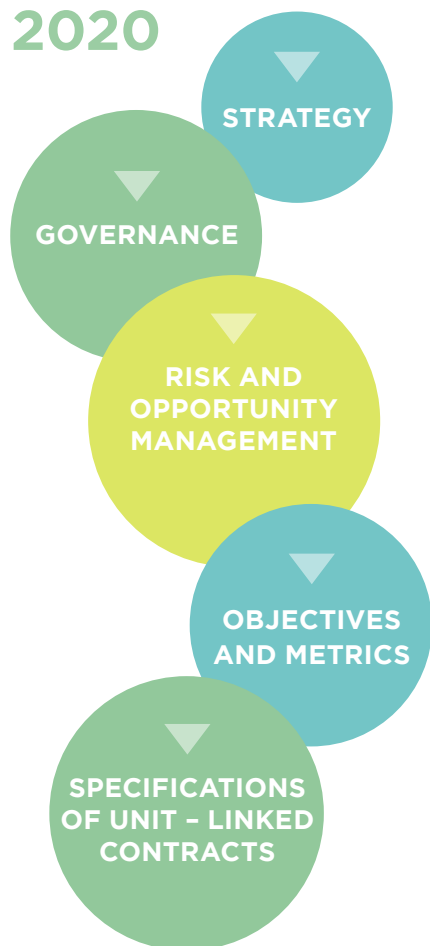 2020
STRATEGY
GOVERNANCE
RISK AND
OPPORTUNITY
MANAGEMENT
OBJECTIVES
AND METRICS
SPECIFICATIONS
OF UNIT – LINKED
CONTRACTS